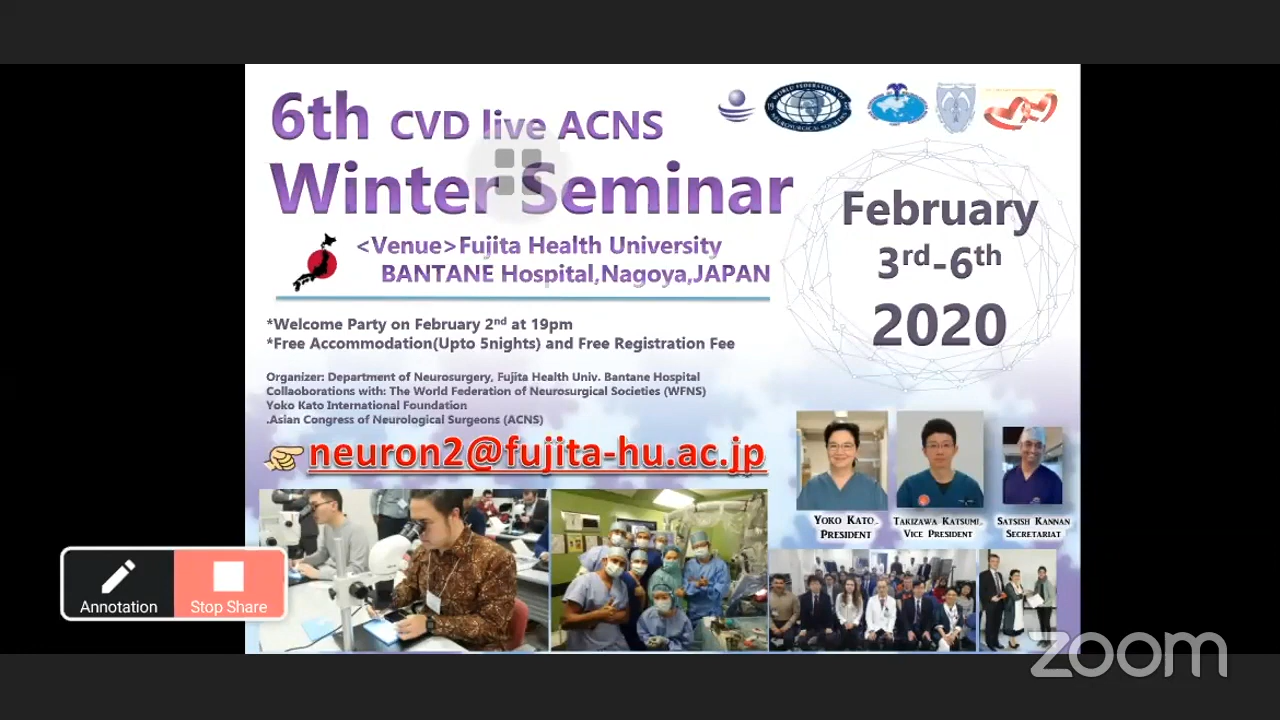 6th CVD live ACNS
Winter Seminar
<Venue>Fujita Health University
BANTANE Hospital,Nagoya,JAPAN
February
3rd-6th
2020
*Welcome Party on February 2nd at 19pm
*Free Accommodation(Upto 5nights) and Free Registration Fee
Organizer: Department of Neurosurgery, Fujita Health Univ. Bantane Hospital
Collaoborations with: The World Federation of Neurosurgical Societies (WFNS)
Yoko Kato International Foundation
.Asian Congress of Neurological Surgeons (ACNS)
neuron2@fujita-hu.ac.jp
YOKO KATO.
PRESIDENT
TAKIZAWA KATSUMI.
VICE PRESIDENT
SATSISH KANNAN
SECRETARIAT
Annotation
Stop Share
zoom